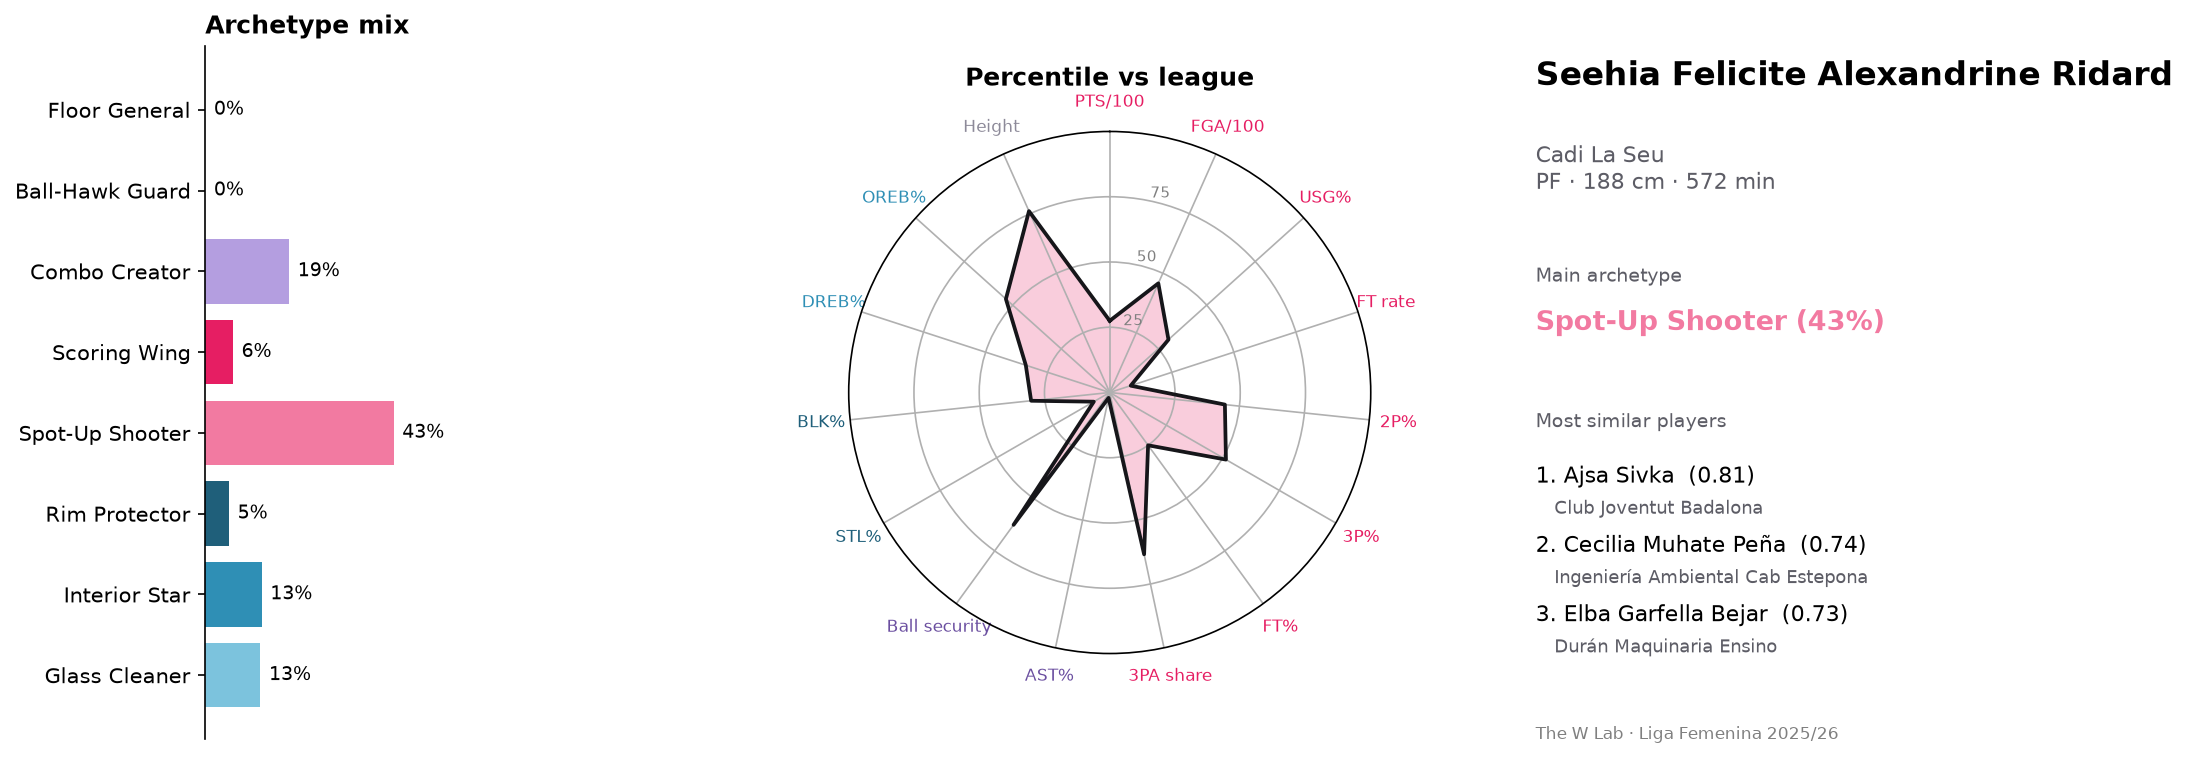 Archetype mix
Floor General
0%
Ball-Hawk Guard
0%
Combo Creator
19%
Scoring Wing
6%
Spot-Up Shooter
43%
Rim Protector
5%
Interior Star
13%
Glass Cleaner
13%
Percentile vs league
PTS/100
FGA/100
USG%
FT rate
2P%
3P%
FT%
3PA share
AST%
Ball security
STL%
BLK%
DREB%
OREB%
Height
75
50
25
Seehia Felicite Alexandrine Ridard
Cadi La Seu
PF · 188 cm · 572 min
Main archetype
Spot-Up Shooter (43%)
Most similar players
1. Ajsa Sivka (0.81)
Club Joventut Badalona
2. Cecilia Muhate Peña (0.74)
Ingeniería Ambiental Cab Estepona
3. Elba Garfella Bejar (0.73)
Durán Maquinaria Ensino
The W Lab · Liga Femenina 2025/26